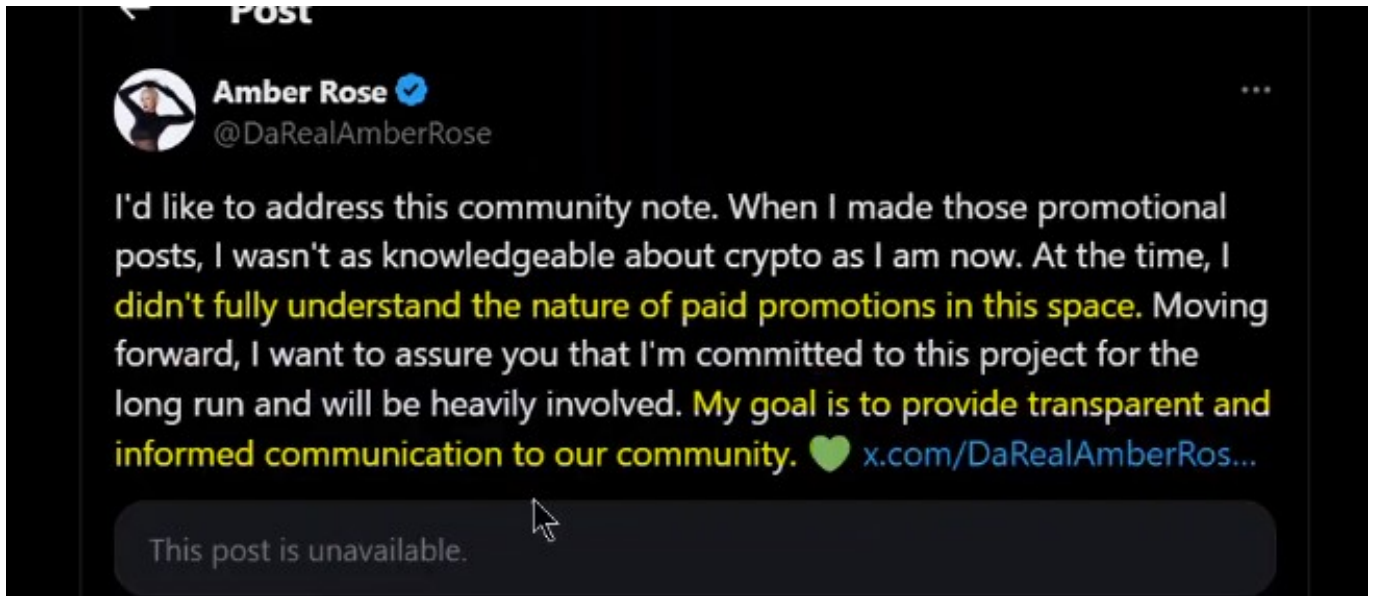 Post
Amber Rose
@DaRealAmberRose
I'd like to address this community note. When I made those promotional
posts, I wasn't as knowledgeable about crypto as I am now. At the time, I
didn't fully understand the nature of paid promotions in this space. Moving
forward, I want to assure you that I'm committed to this project for the
long run and will be heavily involved. My goal is to provide transparent and
informed communication to our community. 💚 x.com/DaRealAmberRos...
This post is unavailable.